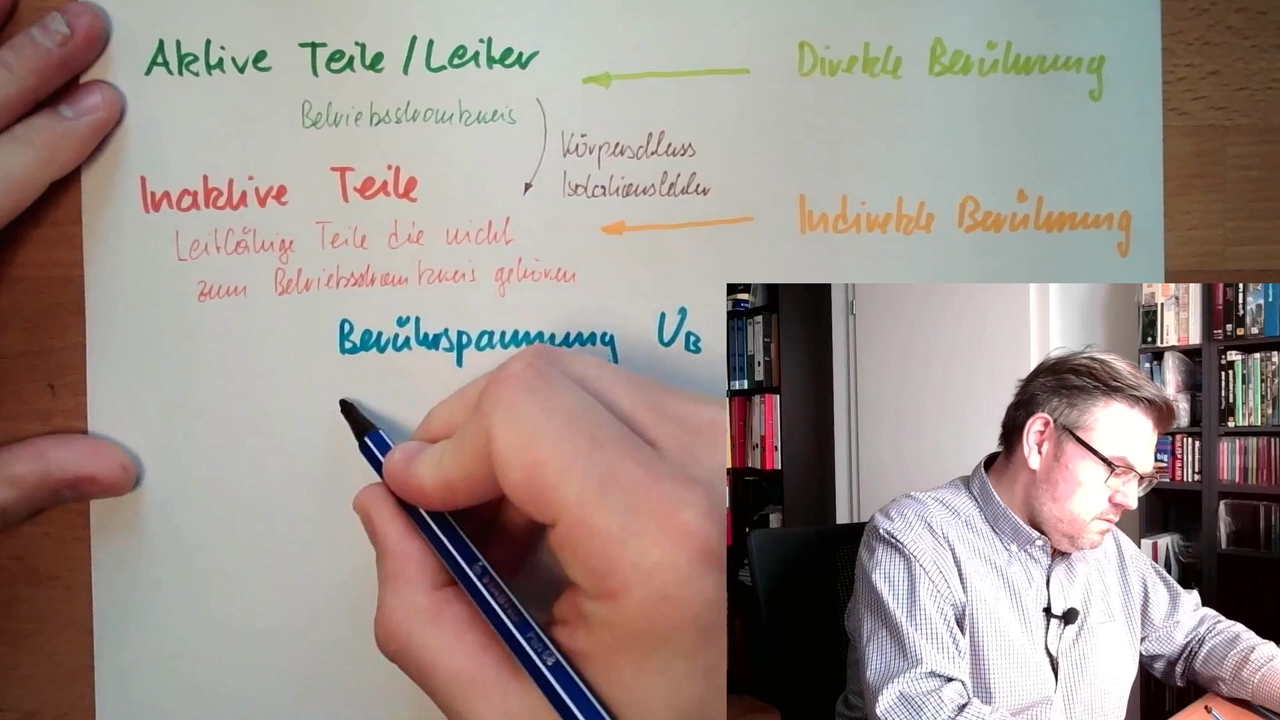 Aktive Teile / Leiter
Direkte Berührung
Betriebsstromkreis
Körperschluss
Isolationsfehler
Inaktive Teile
Indirekte Berührung
Leitfähige Teile die nicht
zum Betriebsstromkreis gehören
Berührspannung U_B
big